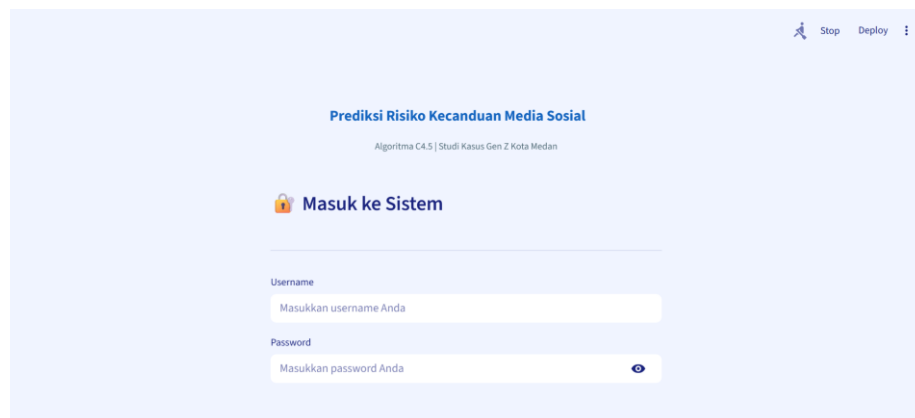 Stop Deploy
Prediksi Risiko Kecanduan Media Sosial
Algoritma C4.5 | Studi Kasus Gen Z Kota Medan
Masuk ke Sistem
Username
Masukkan username Anda
Password
Masukkan password Anda